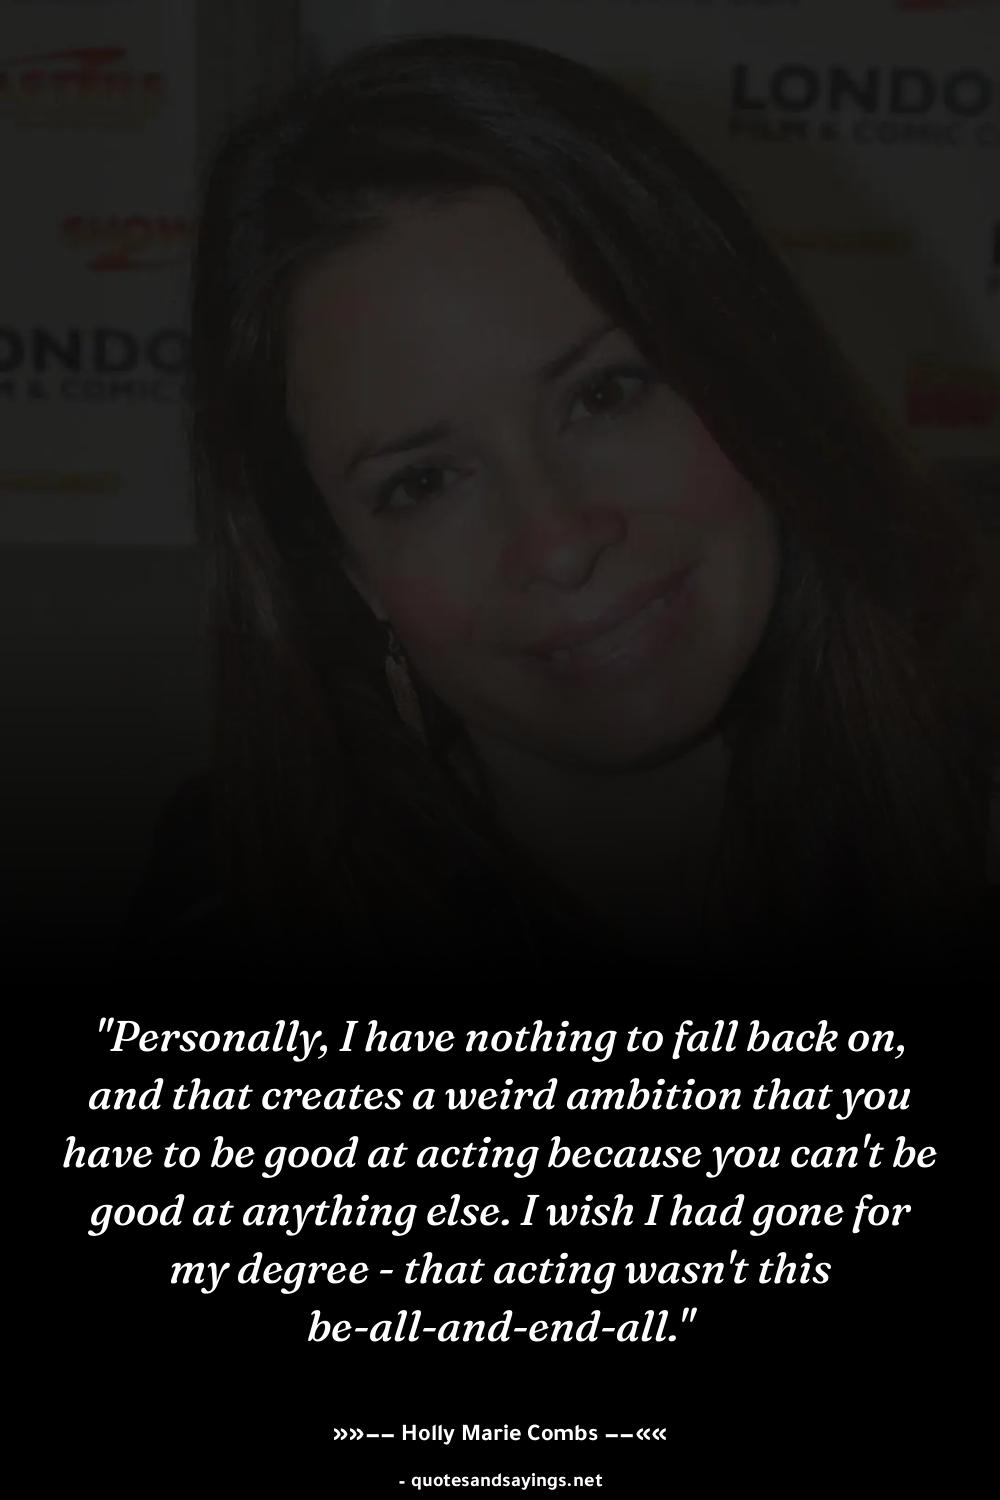 LONDO
FILM & COMIC C
SHOW
ONDO
M & COMIC
"Personally, I have nothing to fall back on,
and that creates a weird ambition that you
have to be good at acting because you can't be
good at anything else. I wish I had gone for
my degree - that acting wasn't this
be-all-and-end-all."
»»–– Holly Marie Combs ––««
- quotesandsayings.net